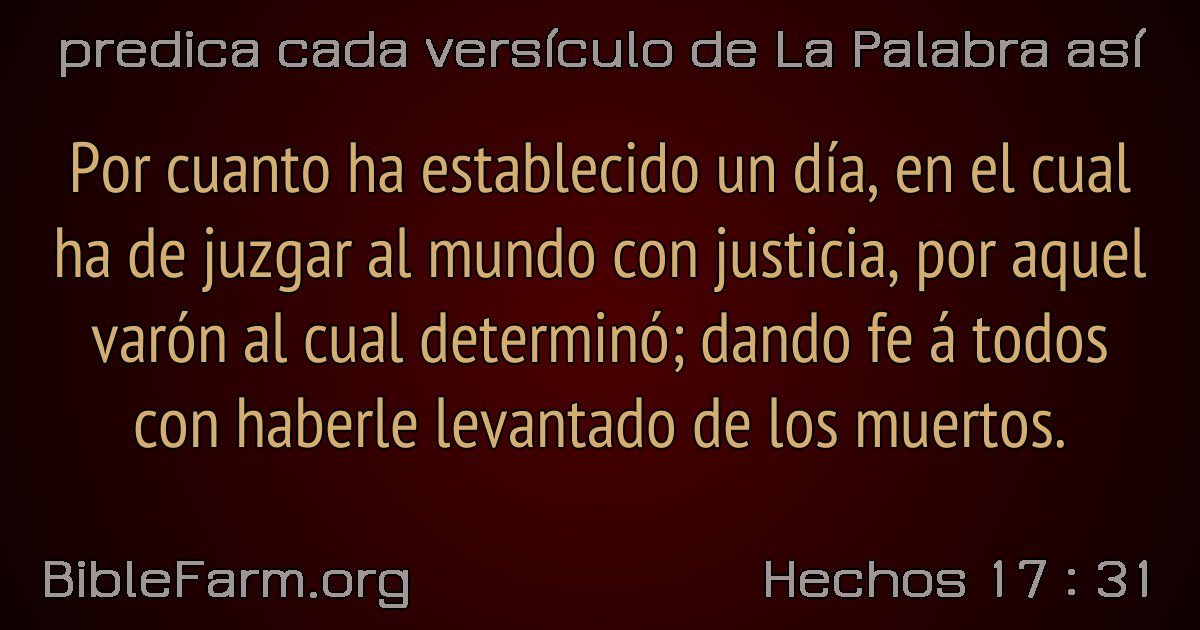 predica cada versículo de La Palabra así
Por cuanto ha establecido un día, en el cual
ha de juzgar al mundo con justicia, por aquel
varón al cual determinó; dando fe á todos
con haberle levantado de los muertos.
BibleFarm.org
Hechos 17 : 31